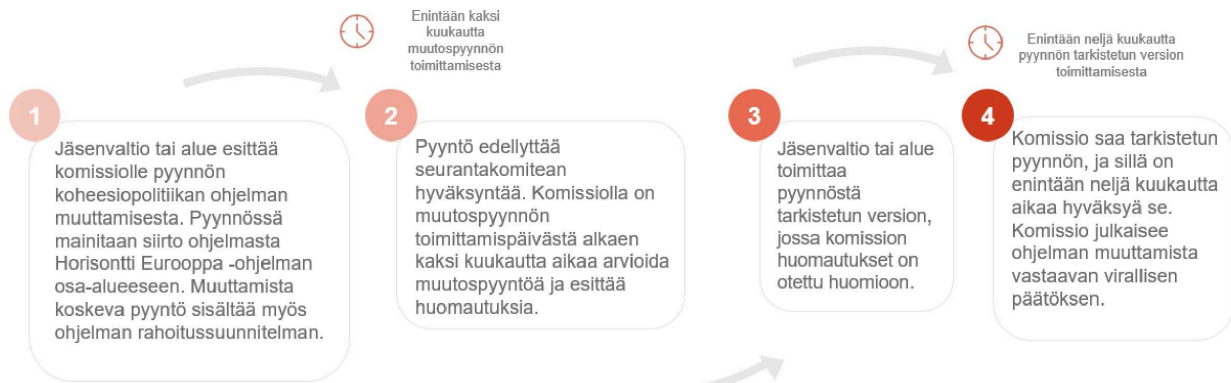 Enintään kaksi
kuukautta
muutospyynnön
toimittamisesta
Enintään neljä kuukautta
pyynnön tarkistetun version
toimittamisesta
1
Jäsenvaltio tai alue esittää
komissiolle pyynnön
koheesiopolitiikan ohjelman
muuttamisesta. Pyynnössä
mainitaan siirto ohjelmasta
Horisontti Eurooppa -ohjelman
osa-alueeseen. Muuttamista
koskeva pyyntö sisältää myös
ohjelman rahoitussuunnitelman.
2
Pyyntö edellyttää
seurantakomitean
hyväksyntää. Komissiolla on
muutospyynnön
toimittamispäivästä alkaen
kaksi kuukautta aikaa arvioida
muutospyyntöä ja esittää
huomautuksia.
3
Jäsenvaltio tai alue
toimittaa
pyynnöstä
tarkistetun version,
jossa komission
huomautukset on
otettu huomioon.
4
Komissio saa tarkistetun
pyynnön, ja sillä on
enintään neljä kuukautta
aikaa hyväksyä se.
Komissio julkaisee
ohjelman muuttamista
vastaavan virallisen
päätöksen.